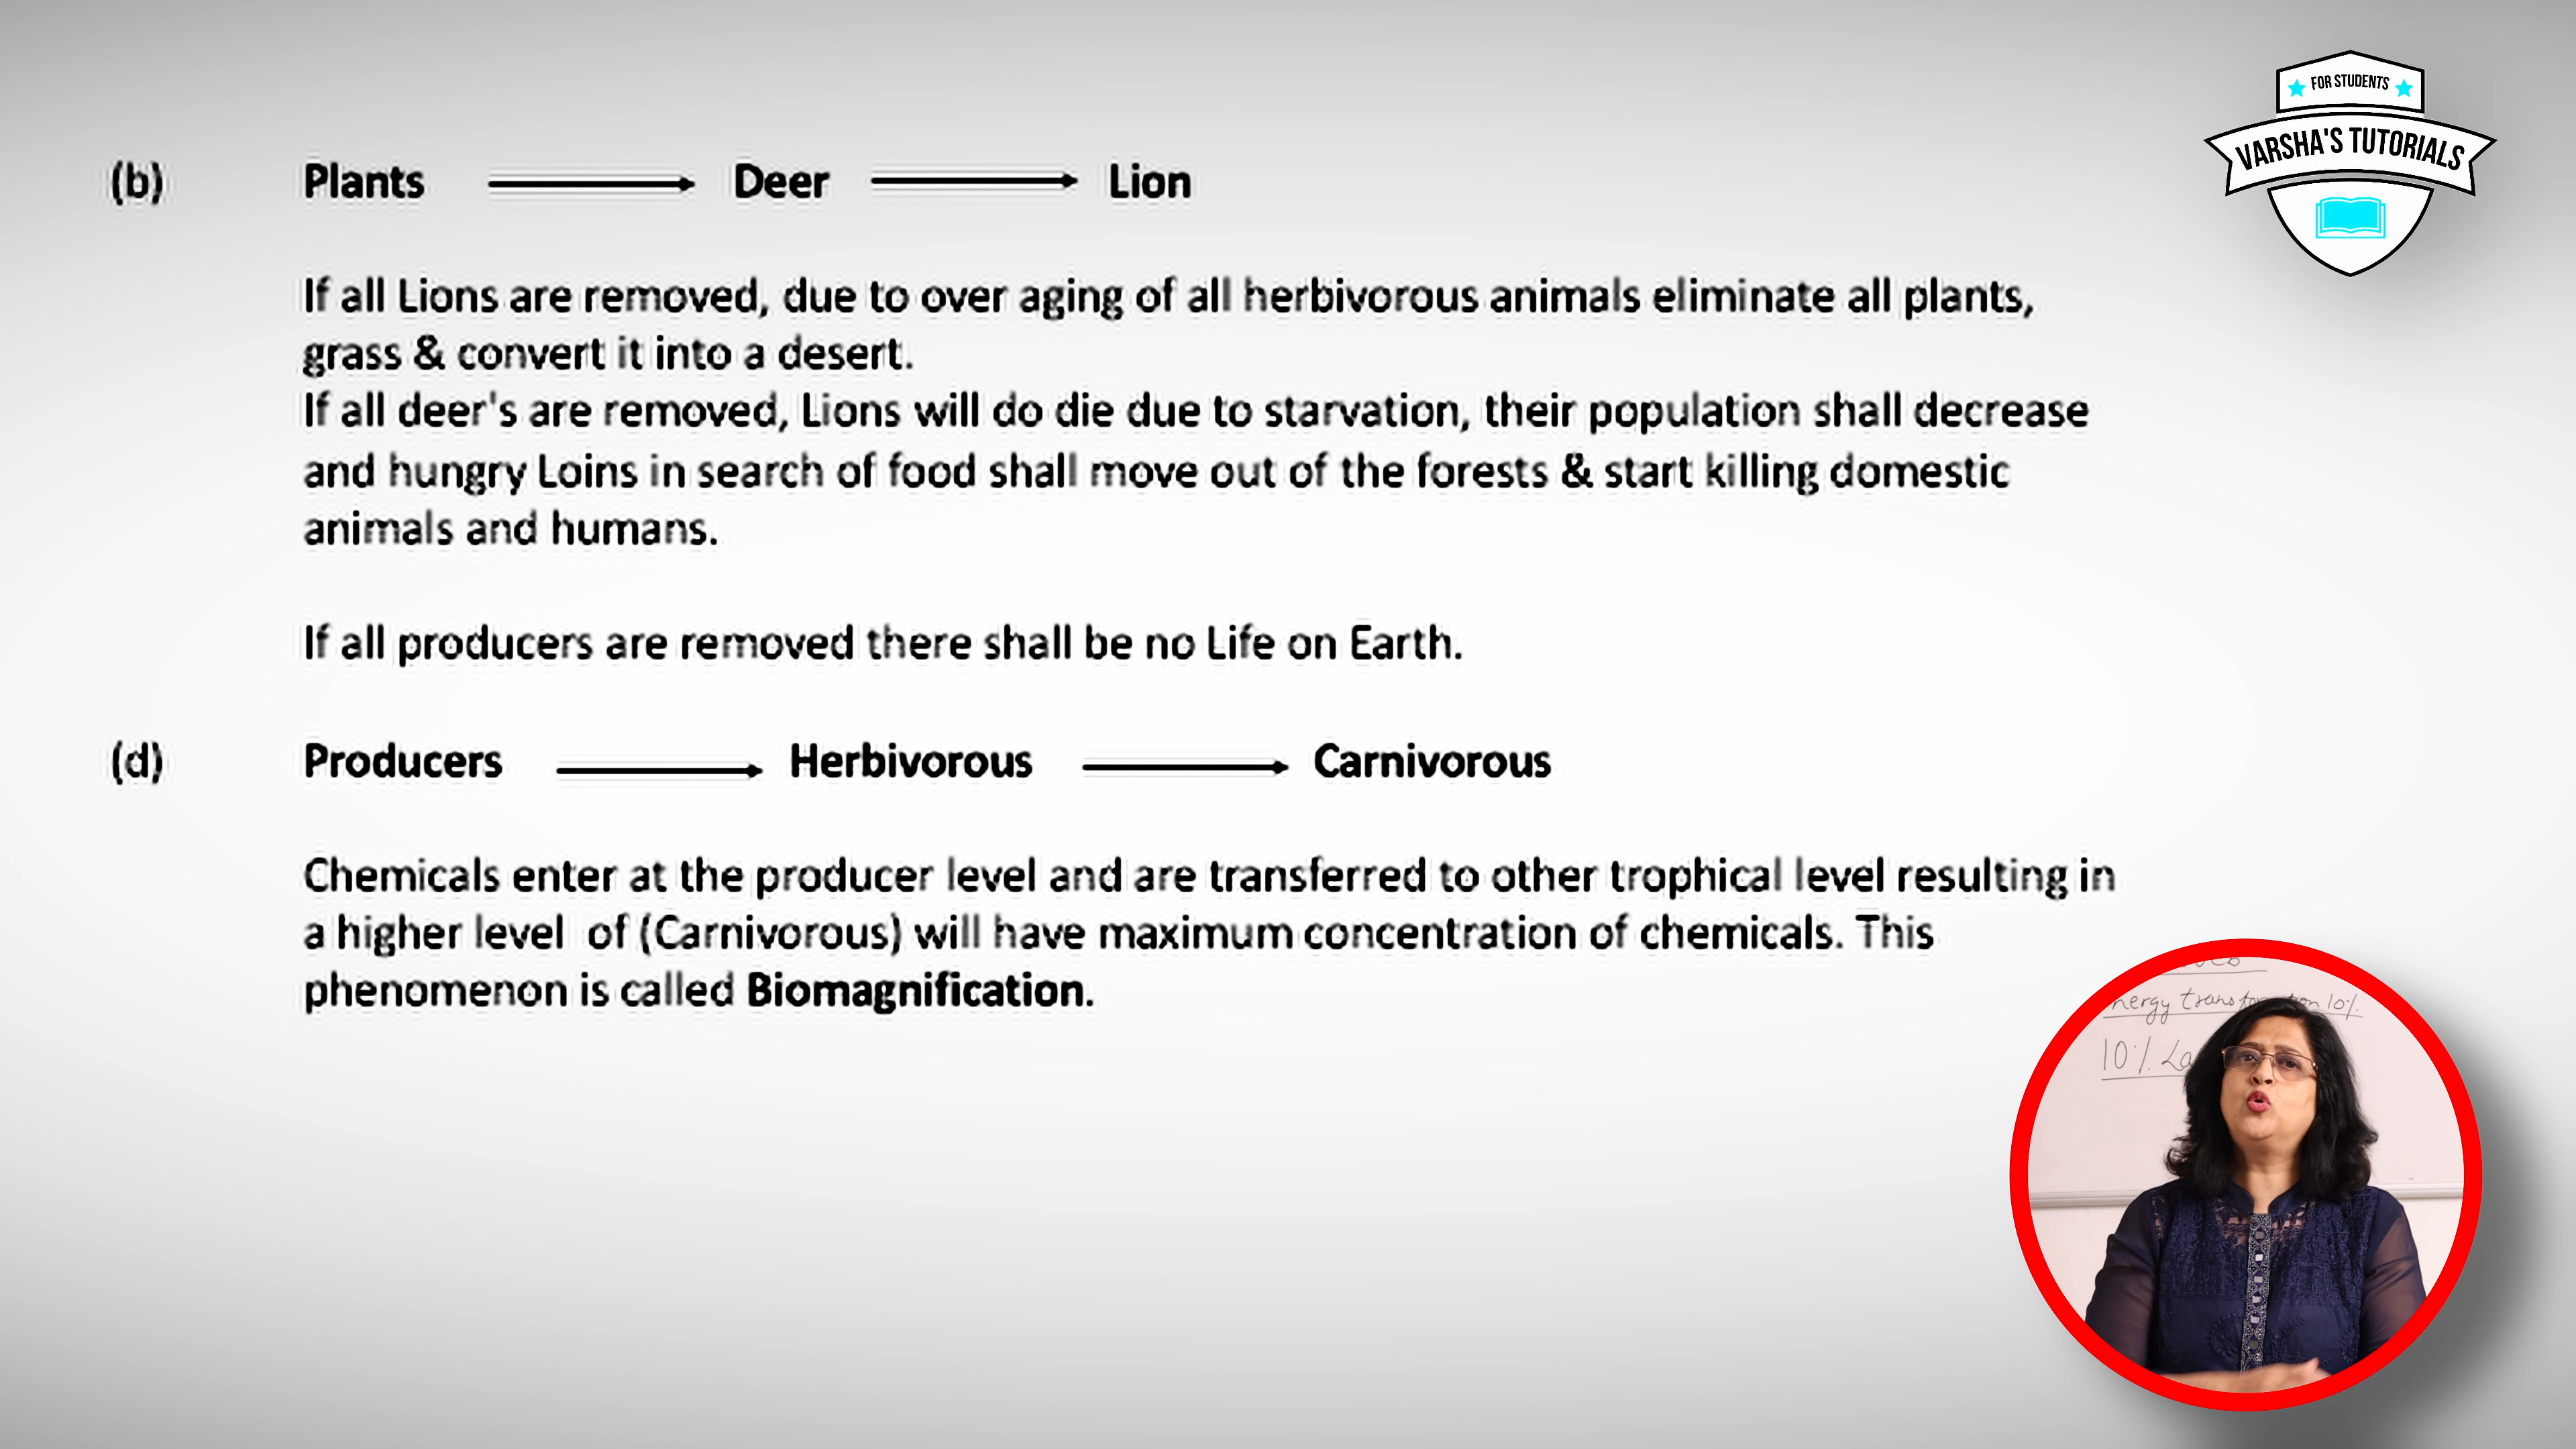 FOR STUDENTS
VARSHA'S TUTORIALS
(b) Plants Deer Lion
If all Lions are removed, due to over aging of all herbivorous animals eliminate all plants,
grass & convert it into a desert.
If all deer's are removed, Lions will do die due to starvation, their population shall decrease
and hungry Loins in search of food shall move out of the forests & start killing domestic
animals and humans.
If all producers are removed there shall be no Life on Earth.
(d) Producers Herbivorous Carnivorous
Chemicals enter at the producer level and are transferred to other trophical level resulting in
a higher level of (Carnivorous) will have maximum concentration of chemicals. This
phenomenon is called Biomagnification.
10%
10%